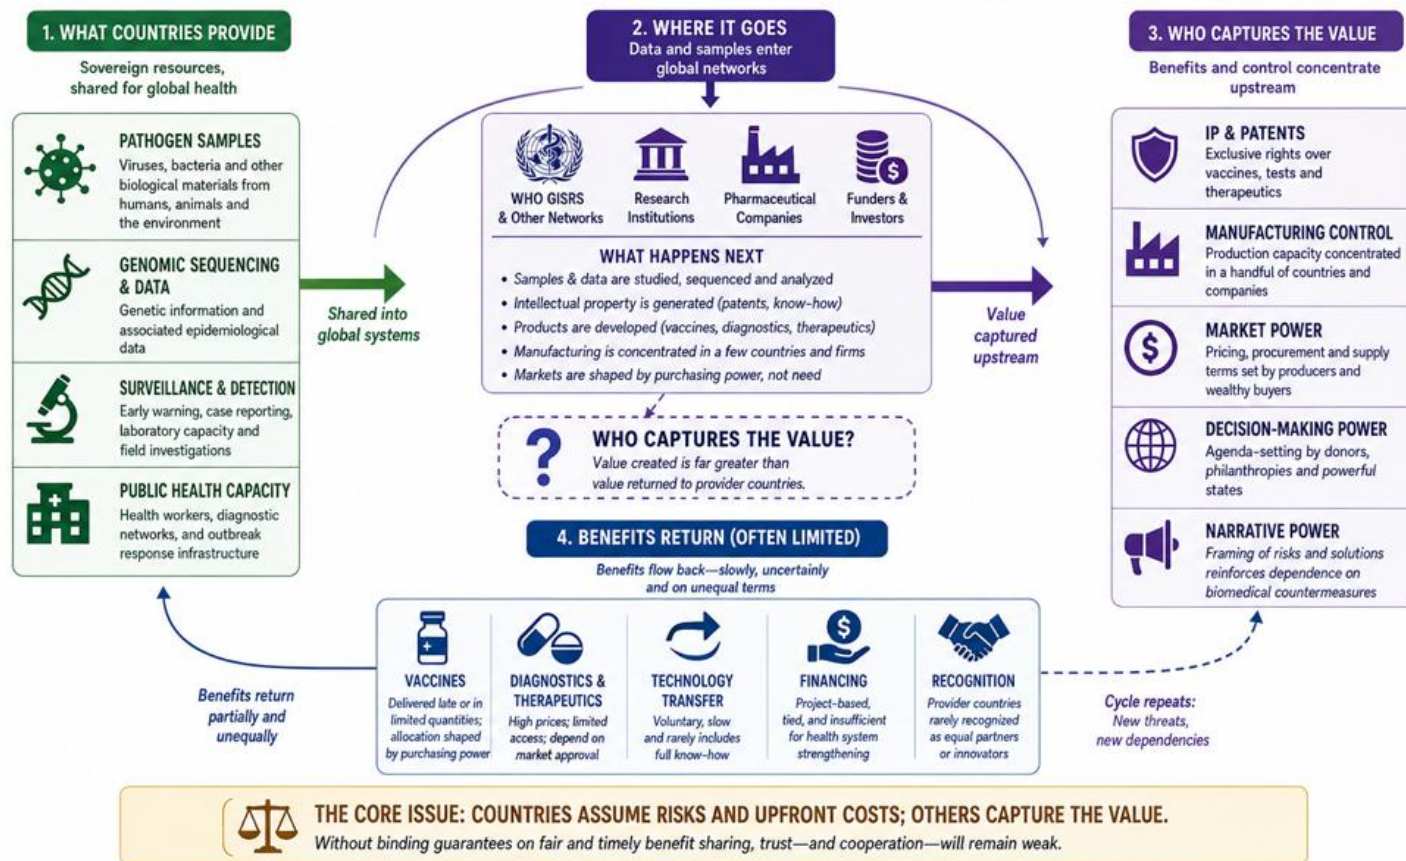 1. WHAT COUNTRIES PROVIDE
Sovereign resources,
shared for global health
PATHOGEN SAMPLES
Viruses, bacteria and other
biological materials from
humans, animals and
the environment
GENOMIC SEQUENCING
& DATA
Genetic information and
associated epidemiological
data
SURVEILLANCE & DETECTION
Early warning, case reporting,
laboratory capacity and
field investigations
PUBLIC HEALTH CAPACITY
Health workers, diagnostic
networks, and outbreak
response infrastructure
Shared into
global systems
2. WHERE IT GOES
Data and samples enter
global networks
WHO GISRS
& Other Networks
Research
Institutions
Pharmaceutical
Companies
$
Funders &
Investors
WHAT HAPPENS NEXT
• Samples & data are studied, sequenced and analyzed
• Intellectual property is generated (patents, know-how)
• Products are developed (vaccines, diagnostics, therapeutics)
• Manufacturing is concentrated in a few countries and firms
• Markets are shaped by purchasing power, not need
?
WHO CAPTURES THE VALUE?
Value created is far greater than
value returned to provider countries.
Value
captured
upstream
3. WHO CAPTURES THE VALUE
Benefits and control concentrate
upstream
IP & PATENTS
Exclusive rights over
vaccines, tests and
therapeutics
MANUFACTURING CONTROL
Production capacity concentrated
in a handful of countries and
companies
$
MARKET POWER
Pricing, procurement and supply
terms set by producers and
wealthy buyers
DECISION-MAKING POWER
Agenda-setting by donors,
philanthropies and powerful
states
NARRATIVE POWER
Framing of risks and solutions
reinforces dependence on
biomedical countermeasures
4. BENEFITS RETURN (OFTEN LIMITED)
Benefits flow back—slowly, uncertainly
and on unequal terms
VACCINES
Delivered late or in
limited quantities;
allocation shaped
by purchasing power
DIAGNOSTICS &
THERAPEUTICS
High prices; limited
access; depend on
market approval
TECHNOLOGY
TRANSFER
Voluntary, slow
and rarely includes
full know-how
$
FINANCING
Project-based,
tied, and insufficient
for health system
strengthening
RECOGNITION
Provider countries
rarely recognized
as equal partners
or innovators
Benefits return
partially and
unequally
Cycle repeats:
New threats,
new dependencies
THE CORE ISSUE: COUNTRIES ASSUME RISKS AND UPFRONT COSTS; OTHERS CAPTURE THE VALUE.
Without binding guarantees on fair and timely benefit sharing, trust—and cooperation—will remain weak.